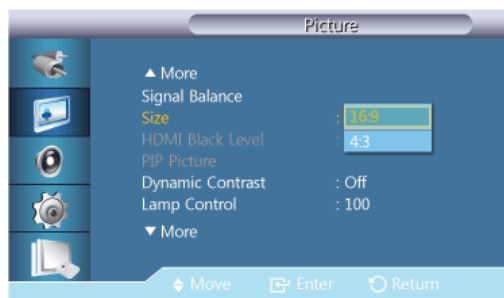 Picture
▲ More
Signal Balance
Size : 16:9
HDMI Black Level : 4:3
PIP Picture
Dynamic Contrast : Off
Lamp Control : 100
▼ More
Move Enter Return